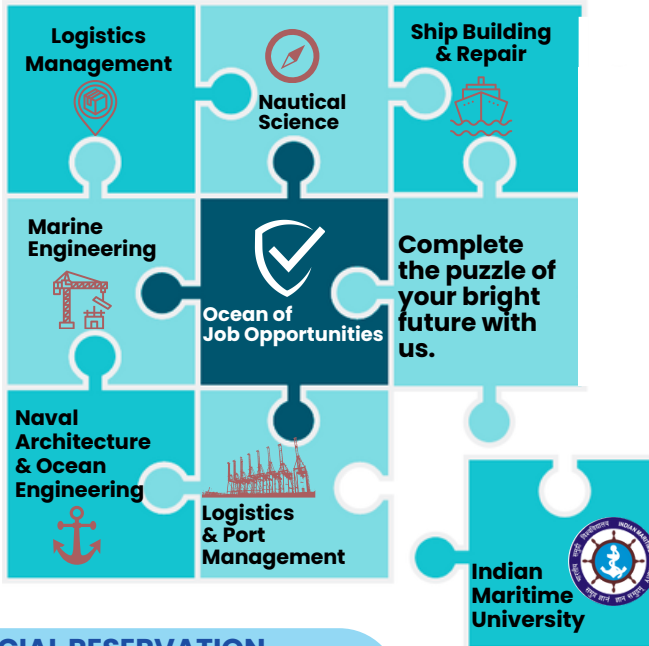 Logistics
Management
Nautical
Science
Ship Building
& Repair
Marine
Engineering
Ocean of
Job Opportunities
Complete
the puzzle of
your bright
future with
us.
Naval
Architecture
& Ocean
Engineering
Logistics
& Port
Management
Indian
Maritime
University
RESERVATION